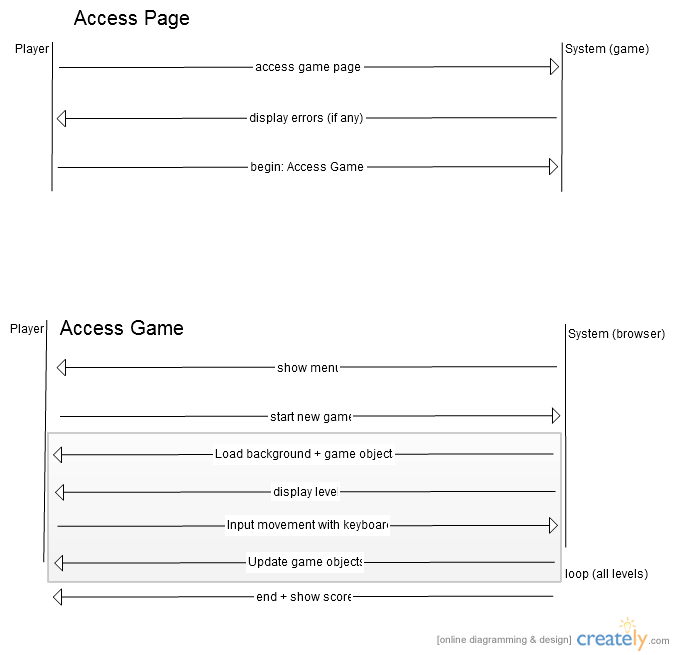 Access Page
Player
System (game)
access game page
display errors (if any)
begin: Access Game
Player
Access Game
System (browser)
show menu
start new game
Load background + game object
display level
Input movement with keyboard
Update game objects
loop (all levels)
end + show score
[online diagramming & design] creately.com